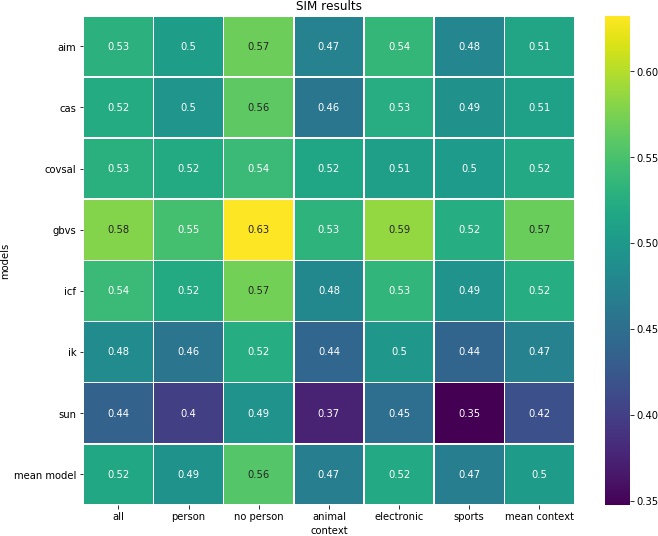 SIM results
aim 0.53 0.5 0.57 0.47 0.54 0.48 0.51
cas 0.52 0.5 0.56 0.46 0.53 0.49 0.51
covsal 0.53 0.52 0.54 0.52 0.51 0.5 0.52
gbvs 0.58 0.55 0.63 0.53 0.59 0.52 0.57
icf 0.54 0.52 0.57 0.48 0.53 0.49 0.52
ik 0.48 0.46 0.52 0.44 0.5 0.44 0.47
sun 0.44 0.4 0.49 0.37 0.45 0.35 0.42
mean model 0.52 0.49 0.56 0.47 0.52 0.47 0.5
all person no person animal electronic sports mean context
context
models
0.60
0.55
0.50
0.45
0.40
0.35